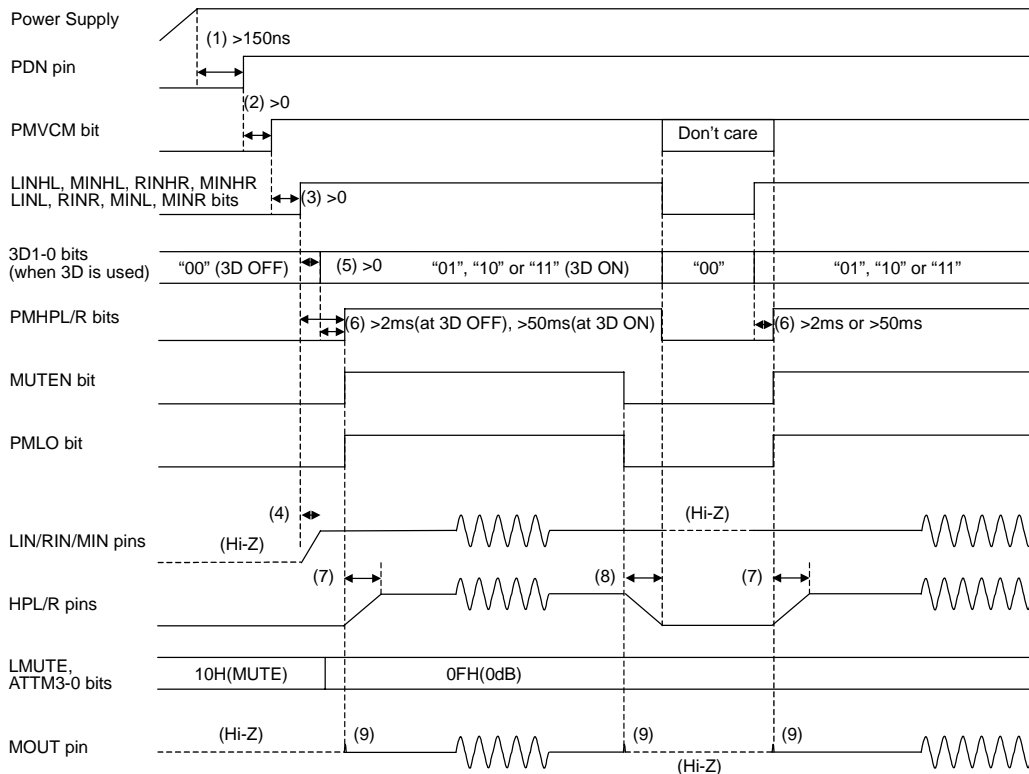 Power Supply
(1) >150ns
PDN pin
(2) >0
PMVCM bit
Don't care
LINHL, MINHL, RINHR, MINHR
LINL, RINR, MINL, MINR bits
(3) >0
3D1-0 bits
(when 3D is used)
“00” (3D OFF)
(5) >0
“01”, “10” or “11” (3D ON)
“00”
“01”, “10” or “11”
PMHPL/R bits
(6) >2ms(at 3D OFF), >50ms(at 3D ON)
(6) >2ms or >50ms
MUTEN bit
PMLO bit
(4)
(Hi-Z)
LIN/RIN/MIN pins
(Hi-Z)
(7)
(8)
(7)
HPL/R pins
LMUTE,
ATTM3-0 bits
10H(MUTE)
0FH(0dB)
MOUT pin
(Hi-Z)
(9)
(9)
(9)
(Hi-Z)